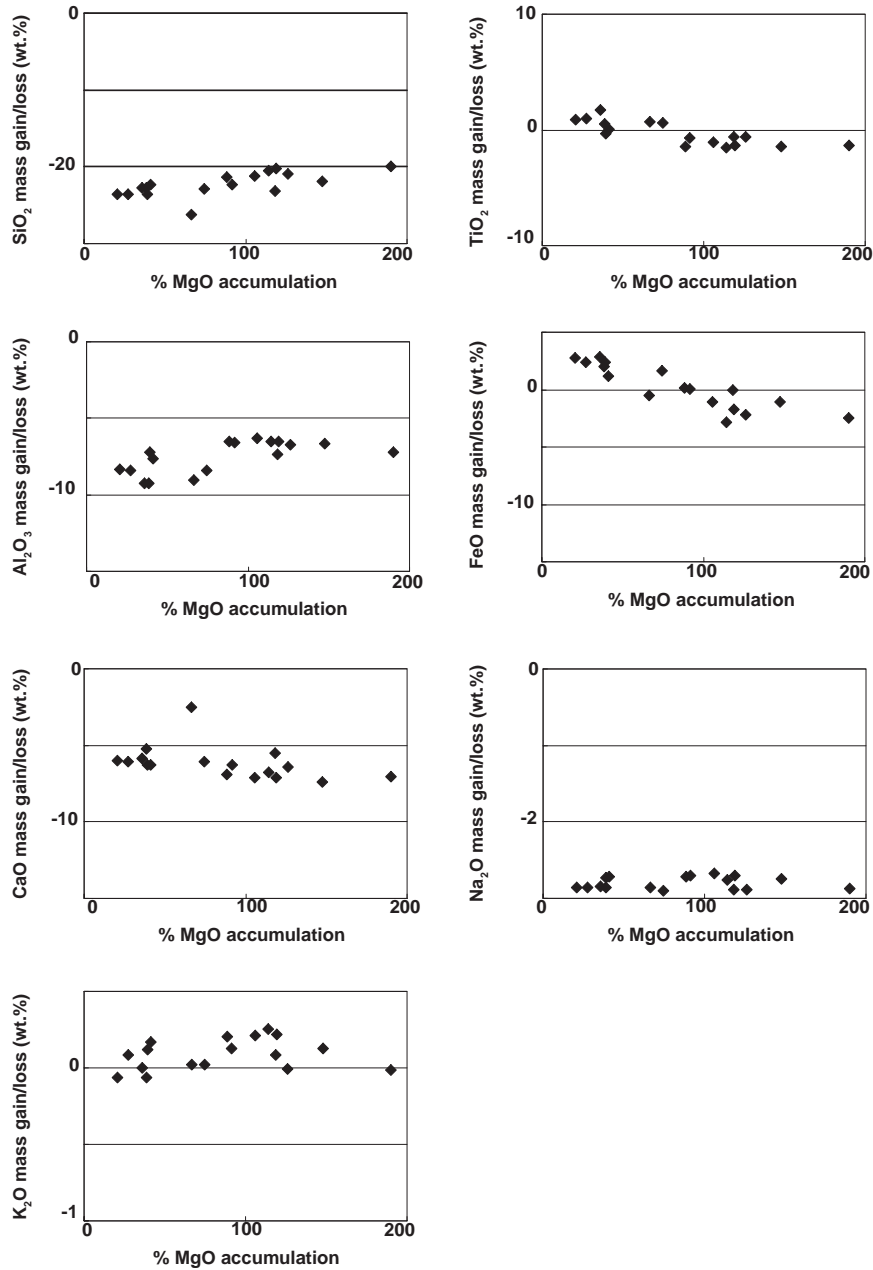 SiO2 mass gain/loss (wt.%)
0
-20
0 100 200
% MgO accumulation
TiO2 mass gain/loss (wt.%)
10
0
-10
0 100 200
% MgO accumulation
Al2O3 mass gain/loss (wt.%)
0
-10
0 100 200
% MgO accumulation
FeO mass gain/loss (wt.%)
0
-10
0 100 200
% MgO accumulation
CaO mass gain/loss (wt.%)
0
-10
0 100 200
% MgO accumulation
Na2O mass gain/loss (wt.%)
0
-2
0 100 200
% MgO accumulation
K2O mass gain/loss (wt.%)
0
-1
0 100 200
% MgO accumulation